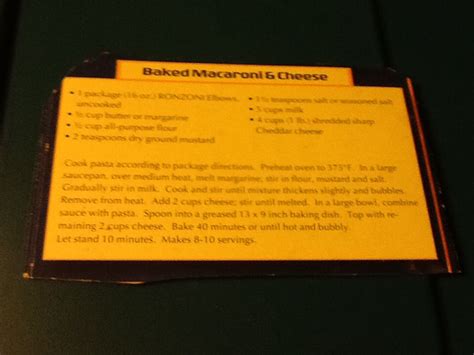 Baked Macaroni & Cheese
• 1 package (16 oz.) RONZONI Elbows,
uncooked
• cup butter or margarine
• ½ cup all-purpose flour
• 2 teaspoons dry ground mustard
• 1½ teaspoons salt or seasoned salt
• 5 cups milk
• 4 cups (1 lb.) shredded sharp
Cheddar cheese
Cook pasta according to package directions. Preheat oven to 375°F. In a large
saucepan, over medium heat, melt margarine; stir in flour, mustard and salt.
Gradually stir in milk. Cook and stir until mixture thickens slightly and bubbles.
Remove from heat. Add 2 cups cheese; stir until melted. In a large bowl, combine
sauce with pasta. Spoon into a greased 13 x 9 inch baking dish. Top with re-
maining 2 cups cheese. Bake 40 minutes or until hot and bubbly.
Let stand 10 minutes. Makes 8-10 servings.